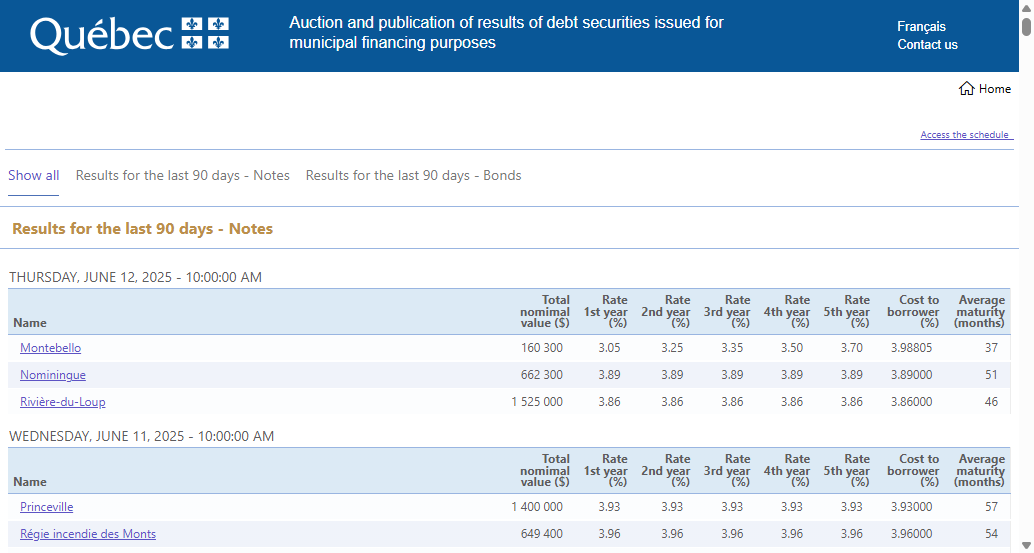 Québec
Auction and publication of results of debt securities issued for
municipal financing purposes
Français
Contact us
Home
Access the schedule
Show all Results for the last 90 days - Notes Results for the last 90 days - Bonds
Results for the last 90 days - Notes
THURSDAY, JUNE 12, 2025 - 10:00:00 AM
Name Total nomimal value ($) Rate 1st year (%) Rate 2nd year (%) Rate 3rd year (%) Rate 4th year (%) Rate 5th year (%) Cost to borrower (%) Average maturity (months)
Montebello 160 300 3.05 3.25 3.35 3.50 3.70 3.98805 37
Nominingue 662 300 3.89 3.89 3.89 3.89 3.89 3.89000 51
Rivière-du-Loup 1 525 000 3.86 3.86 3.86 3.86 3.86 3.86000 46
WEDNESDAY, JUNE 11, 2025 - 10:00:00 AM
Name Total nomimal value ($) Rate 1st year (%) Rate 2nd year (%) Rate 3rd year (%) Rate 4th year (%) Rate 5th year (%) Cost to borrower (%) Average maturity (months)
Princeville 1 400 000 3.93 3.93 3.93 3.93 3.93 3.93000 57
Régie incendie des Monts 649 400 3.96 3.96 3.96 3.96 3.96 3.96000 54